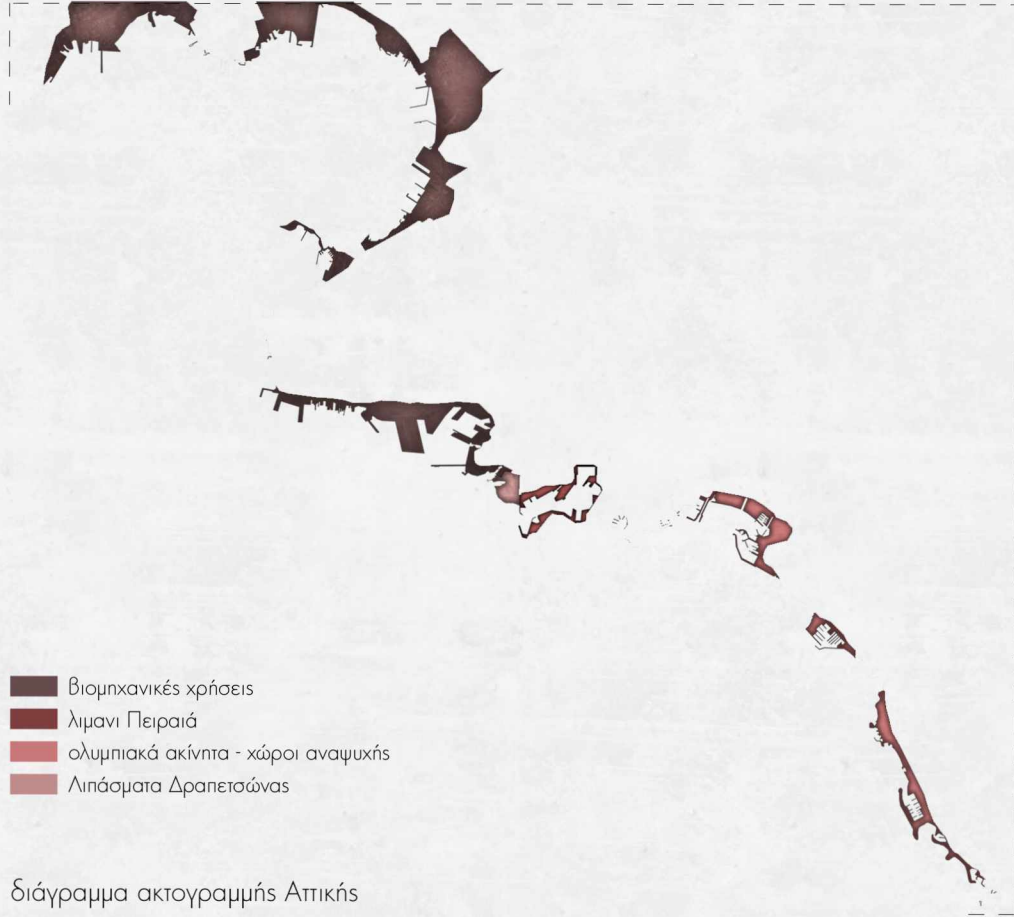 βιομηχανικές χρήσεις
λιμανι Πειραιά
ολυμπιακά ακίνητα - χώροι αναψυχής
Λιπάσματα Δραπετσώνας
διάγραμμα ακτογραμμής Αττικής